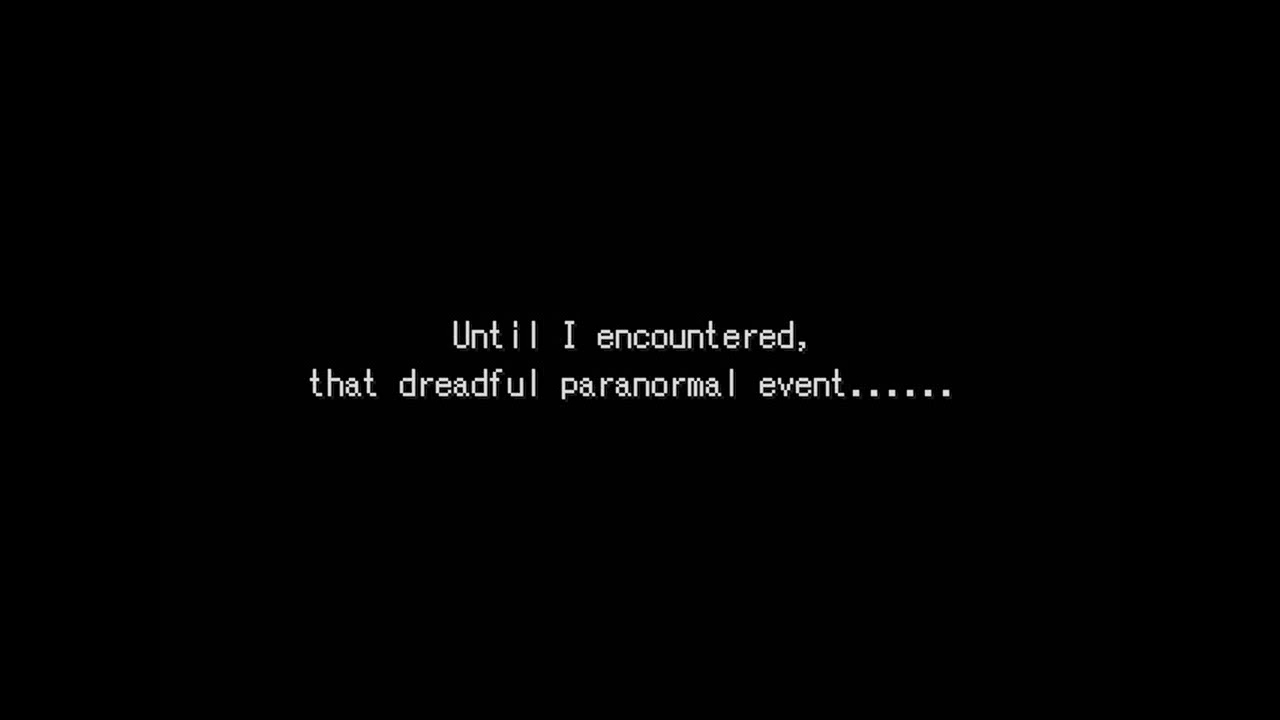 Until I encountered,
that dreadful paranormal event......